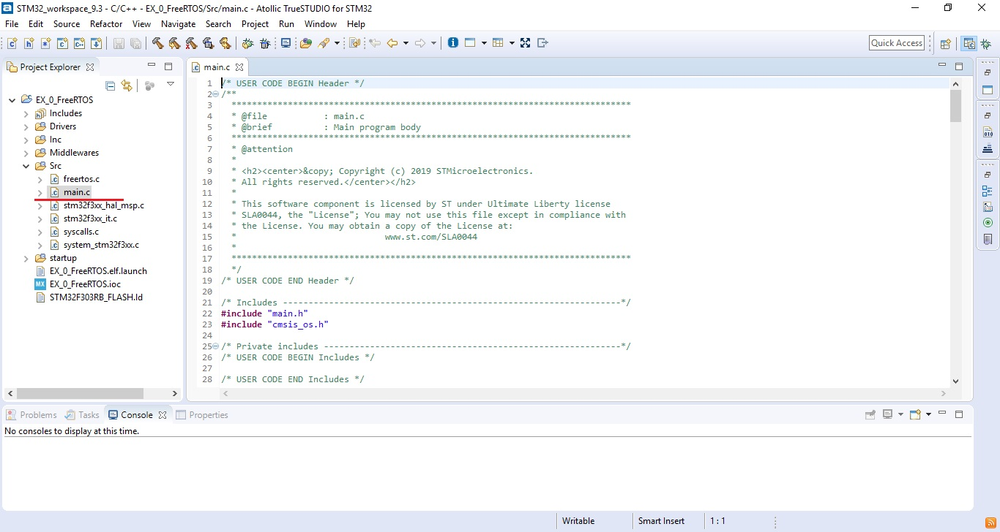 STM32_workspace_9.3 - C/C++ - EX_0_FreeRTOS/Src/main.c - Atollic TrueSTUDIO for STM32
File Edit Source Refactor View Navigate Search Project Run Window Help
Quick Access
Project Explorer
EX_0_FreeRTOS
Includes
Drivers
Inc
Middlewares
Src
freertos.c
main.c
stm32f3xx_hal_msp.c
stm32f3xx_it.c
syscalls.c
system_stm32f3xx.c
startup
EX_0_FreeRTOS.elf.launch
MX EX_0_FreeRTOS.ioc
STM32F303RB_FLASH.ld
main.c
1 /* USER CODE BEGIN Header */
2 /**
3 ******************************************************************************
4 * @file : main.c
5 * @brief : Main program body
6 ******************************************************************************
7 * @attention
8 *
9 * <h2><center>&copy; Copyright (c) 2019 STMicroelectronics.
10 * All rights reserved.</center></h2>
11 *
12 * This software component is licensed by ST under Ultimate Liberty license
13 * SLA0044, the "License"; You may not use this file except in compliance with
14 * the License. You may obtain a copy of the License at:
15 * www.st.com/SLA0044
16 *
17 ******************************************************************************
18 */
19 /* USER CODE END Header */
20
21 /* Includes ------------------------------------------------------------------*/
22 #include "main.h"
23 #include "cmsis_os.h"
24
25 /* Private includes ----------------------------------------------------------*/
26 /* USER CODE BEGIN Includes */
27
28 /* USER CODE END Includes */
Problems Tasks Console Properties
No consoles to display at this time.
Writable Smart Insert 1 : 1